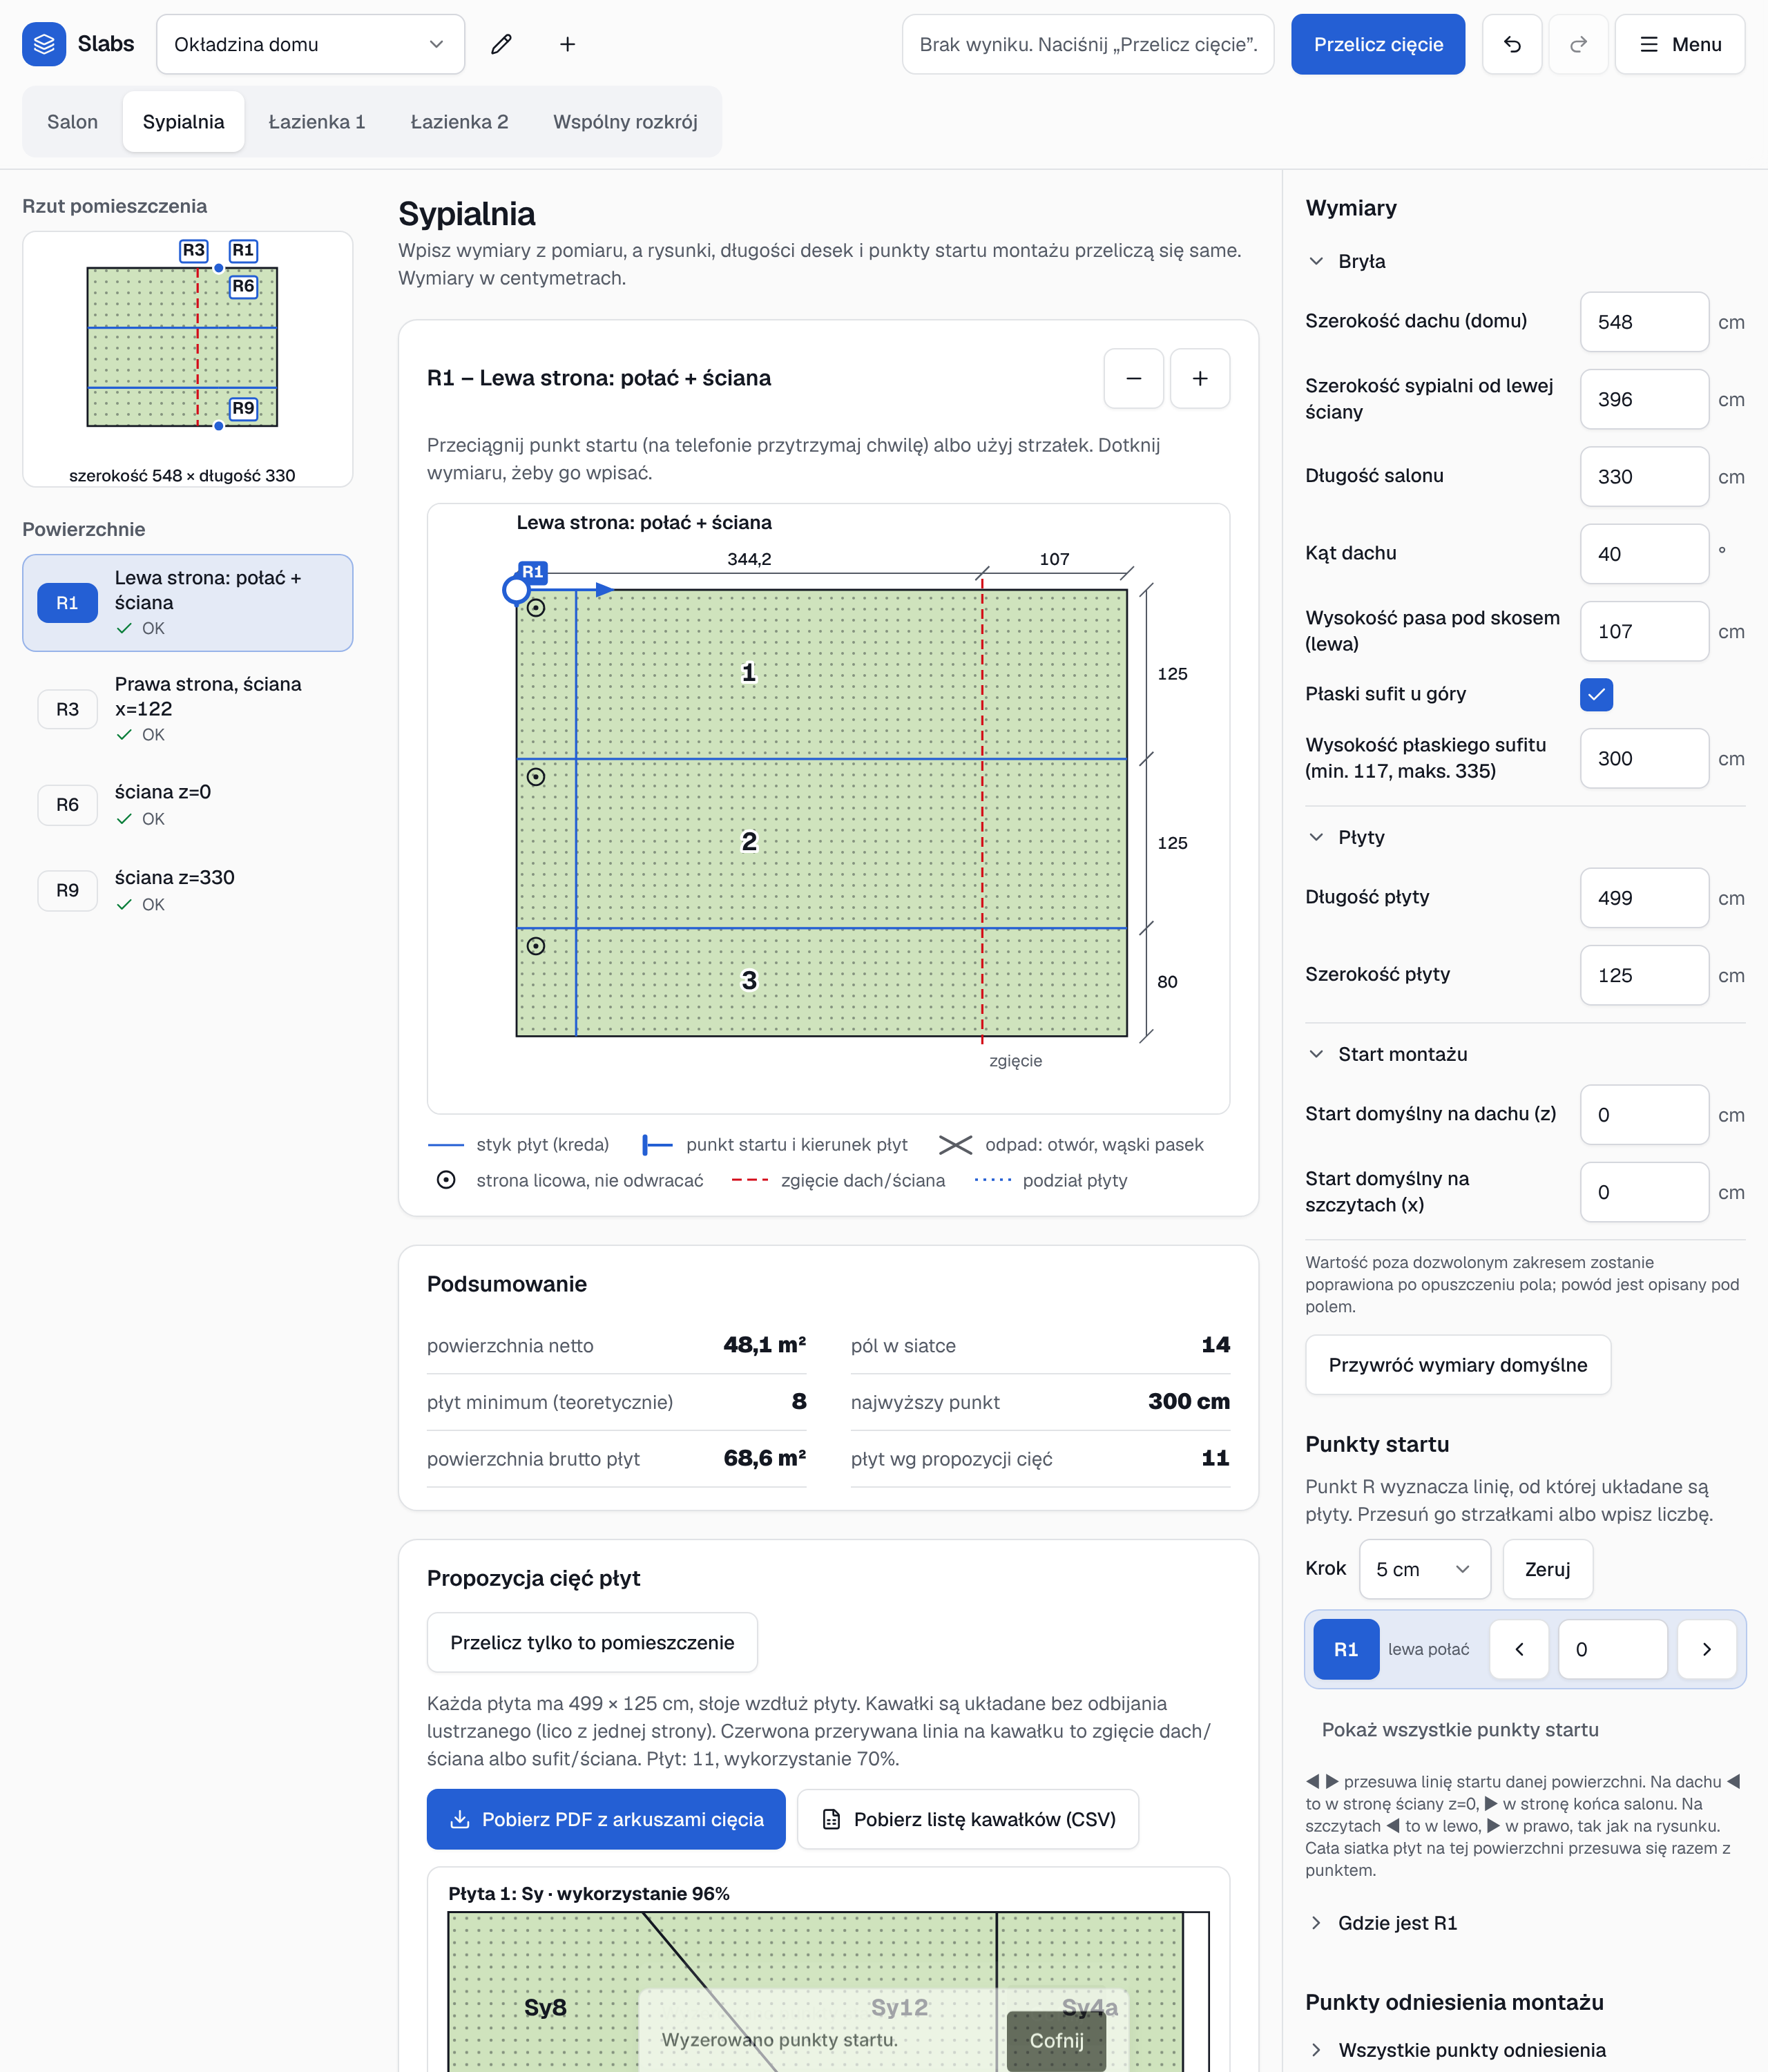 Slabs
Okładzina domu
Brak wyniku. Naciśnij „Przelicz cięcie”.
Przelicz cięcie
Menu
Salon
Sypialnia
Łazienka 1
Łazienka 2
Wspólny rozkrój
Rzut pomieszczenia
R3
R1
R6
R9
szerokość 548 × długość 330
Powierzchnie
R1
Lewa strona: połać +
ściana
OK
R3
Prawa strona, ściana
x=122
OK
R6
ściana z=0
OK
R9
ściana z=330
OK
Sypialnia
Wpisz wymiary z pomiaru, a rysunki, długości desek i punkty startu montażu przeliczą się same.
Wymiary w centymetrach.
R1 – Lewa strona: połać + ściana
Przeciągnij punkt startu (na telefonie przytrzymaj chwilę) albo użyj strzałek. Dotknij
wymiaru, żeby go wpisać.
Lewa strona: połać + ściana
344,2
107
R1
1
125
2
125
3
80
zgięcie
styk płyt (kreda)
punkt startu i kierunek płyt
odpad: otwór, wąski pasek
strona licowa, nie odwracać
zgięcie dach/ściana
podział płyty
Podsumowanie
powierzchnia netto
48,1 m²
pól w siatce
14
płyt minimum (teoretycznie)
8
najwyższy punkt
300 cm
powierzchnia brutto płyt
68,6 m²
płyt wg propozycji cięć
11
Propozycja cięć płyt
Przelicz tylko to pomieszczenie
Każda płyta ma 499 × 125 cm, słoje wzdłuż płyty. Kawałki są układane bez odbijania
lustrzanego (lico z jednej strony). Czerwona przerywana linia na kawałku to zgięcie dach/
ściana albo sufit/ściana. Płyt: 11, wykorzystanie 70%.
Pobierz PDF z arkuszami cięcia
Pobierz listę kawałków (CSV)
Płyta 1: Sy · wykorzystanie 96%
Sy8
Sy12
Sy4a
Wyzerowano punkty startu.
Cofnij
Wymiary
Bryła
Szerokość dachu (domu)
548
cm
Szerokość sypialni od lewej
ściany
396
cm
Długość salonu
330
cm
Kąt dachu
40
°
Wysokość pasa pod skosem
(lewa)
107
cm
Płaski sufit u góry
Wysokość płaskiego sufitu
(min. 117, maks. 335)
300
cm
Płyty
Długość płyty
499
cm
Szerokość płyty
125
cm
Start montażu
Start domyślny na dachu (z)
0
cm
Start domyślny na
szczytach (x)
0
cm
Wartość poza dozwolonym zakresem zostanie
poprawiona po opuszczeniu pola; powód jest opisany pod
polem.
Przywróć wymiary domyślne
Punkty startu
Punkt R wyznacza linię, od której układane są
płyty. Przesuń go strzałkami albo wpisz liczbę.
Krok
5 cm
Zeruj
R1
lewa połać
0
Pokaż wszystkie punkty startu
◀ ▶ przesuwa linię startu danej powierzchni. Na dachu ◀
to w stronę ściany z=0, ▶ w stronę końca salonu. Na
szczytach ◀ to w lewo, ▶ w prawo, tak jak na rysunku.
Cała siatka płyt na tej powierzchni przesuwa się razem z
punktem.
Gdzie jest R1
Punkty odniesienia montażu
Wszystkie punkty odniesienia